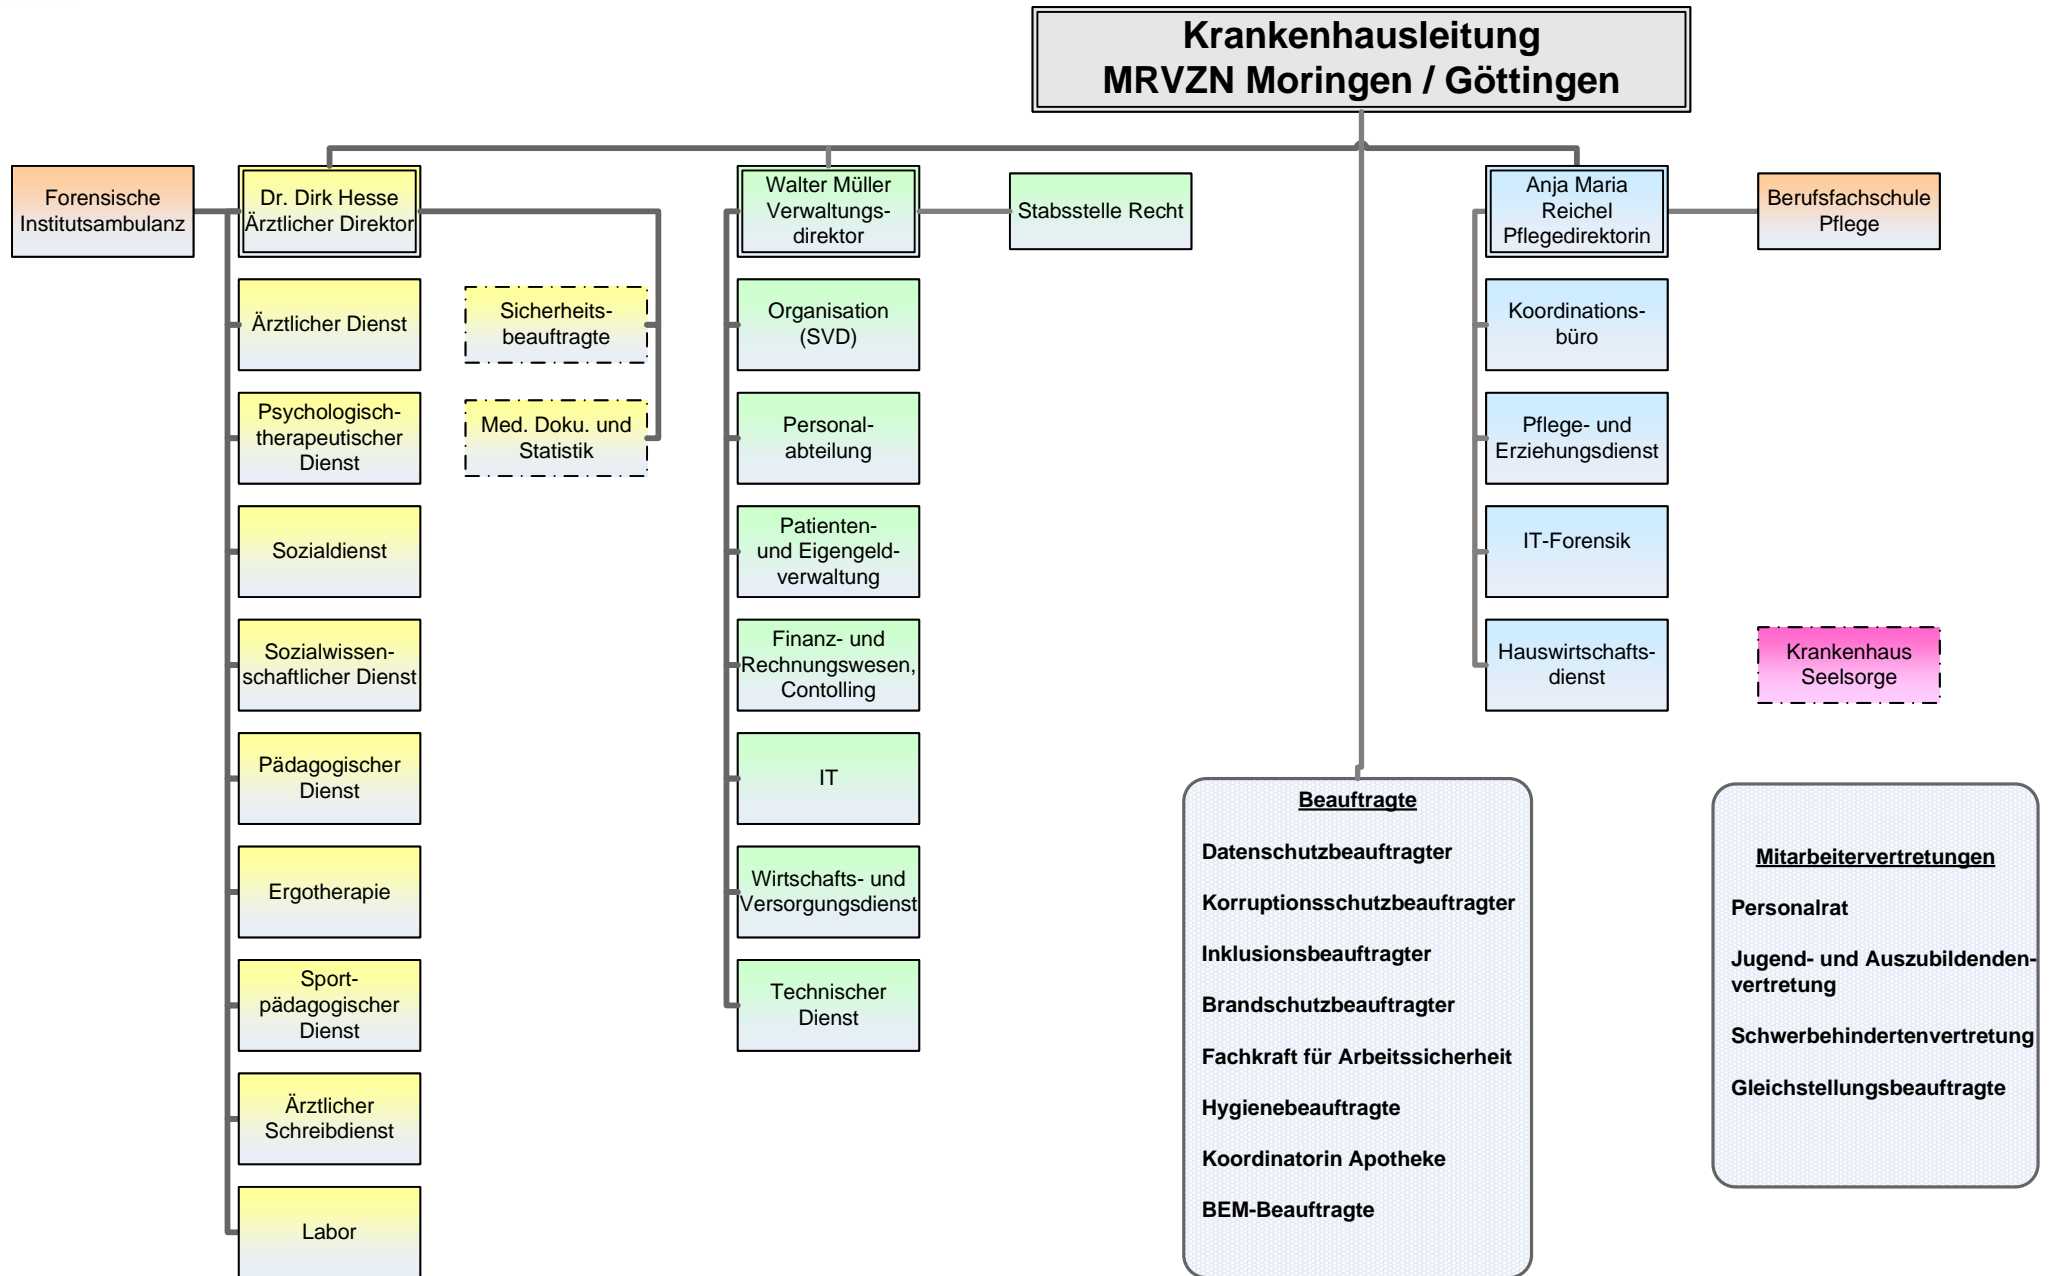 Krankenhausleitung
MRVZN Moringen / Göttingen
Forensische
Institutsambulanz
Dr. Dirk Hesse
Ärztlicher Direktor
Walter Müller
Verwaltungs-
direktor
Stabsstelle Recht
Anja Maria
Reichel
Pflegedirektorin
Berufsfachschule
Pflege
Ärztlicher Dienst
Psychologisch-
therapeutischer
Dienst
Sozialdienst
Sozialwissen-
schaftlicher Dienst
Pädagogischer
Dienst
Ergotherapie
Sport-
pädagogischer
Dienst
Ärztlicher
Schreibdienst
Labor
Sicherheits-
beauftragte
Med. Doku. und
Statistik
Organisation
(SVD)
Personal-
abteilung
Patienten-
und Eigengeld-
verwaltung
Finanz- und
Rechnungswesen,
Contolling
IT
Wirtschafts- und
Versorgungsdienst
Technischer
Dienst
Koordinations-
büro
Pflege- und
Erziehungsdienst
IT-Forensik
Hauswirtschafts-
dienst
Krankenhaus
Seelsorge
Beauftragte
Datenschutzbeauftragter
Korruptionsschutzbeauftragter
Inklusionsbeauftragter
Brandschutzbeauftragter
Fachkraft für Arbeitssicherheit
Hygienebeauftragte
Koordinatorin Apotheke
BEM-Beauftragte
Mitarbeitervertretungen
Personalrat
Jugend- und Auszubildenden-
vertretung
Schwerbehindertenvertretung
Gleichstellungsbeauftragte